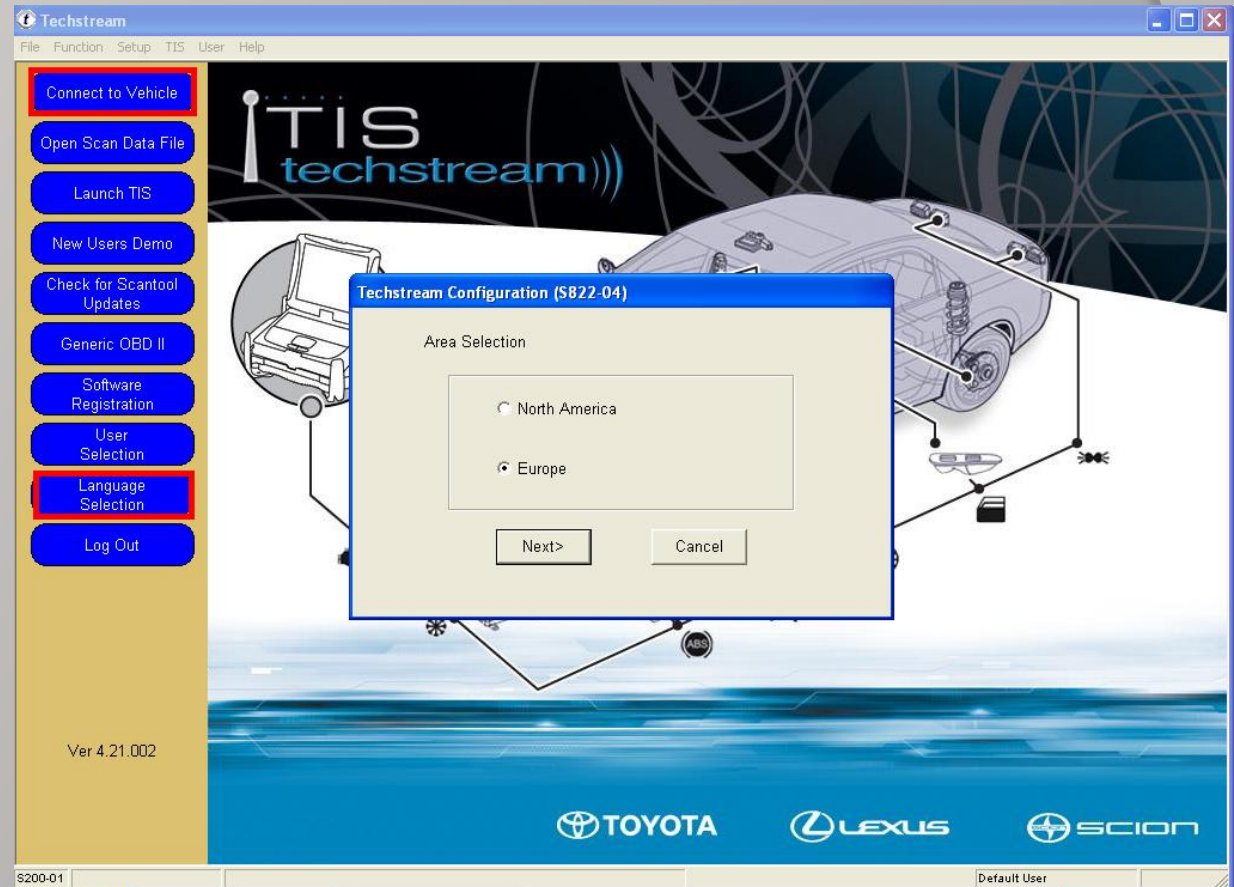 Techstream
File Function Setup TIS User Help
Connect to Vehicle
Open Scan Data File
Launch TIS
New Users Demo
Check for Scantool
Updates
Generic OBD II
Software
Registration
User
Selection
Language
Selection
Log Out
Ver 4.21.002
TIS
techstream
Techstream Configuration (S822-04)
Area Selection
North America
Europe
Next>
Cancel
ABS
TOYOTA
LEXUS
SCION
S200-01
Default User